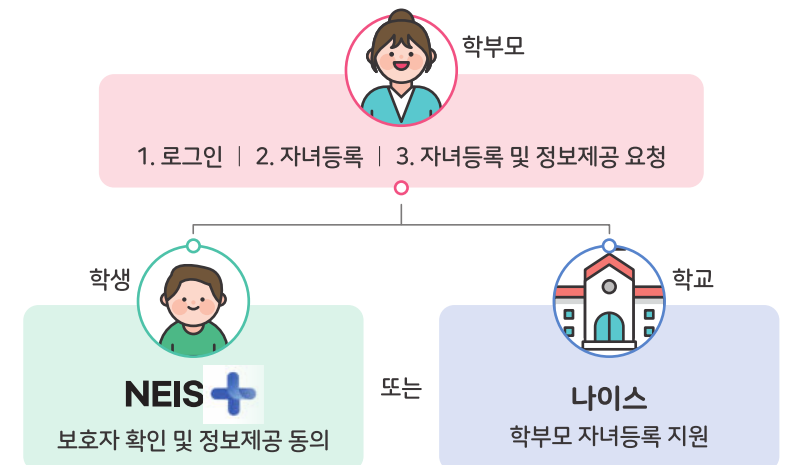 학부모
1. 로그인 | 2. 자녀등록 | 3. 자녀등록 및 정보제공 요청
학생
학교
NEIS+
보호자 확인 및 정보제공 동의
또는
나이스
학부모 자녀등록 지원